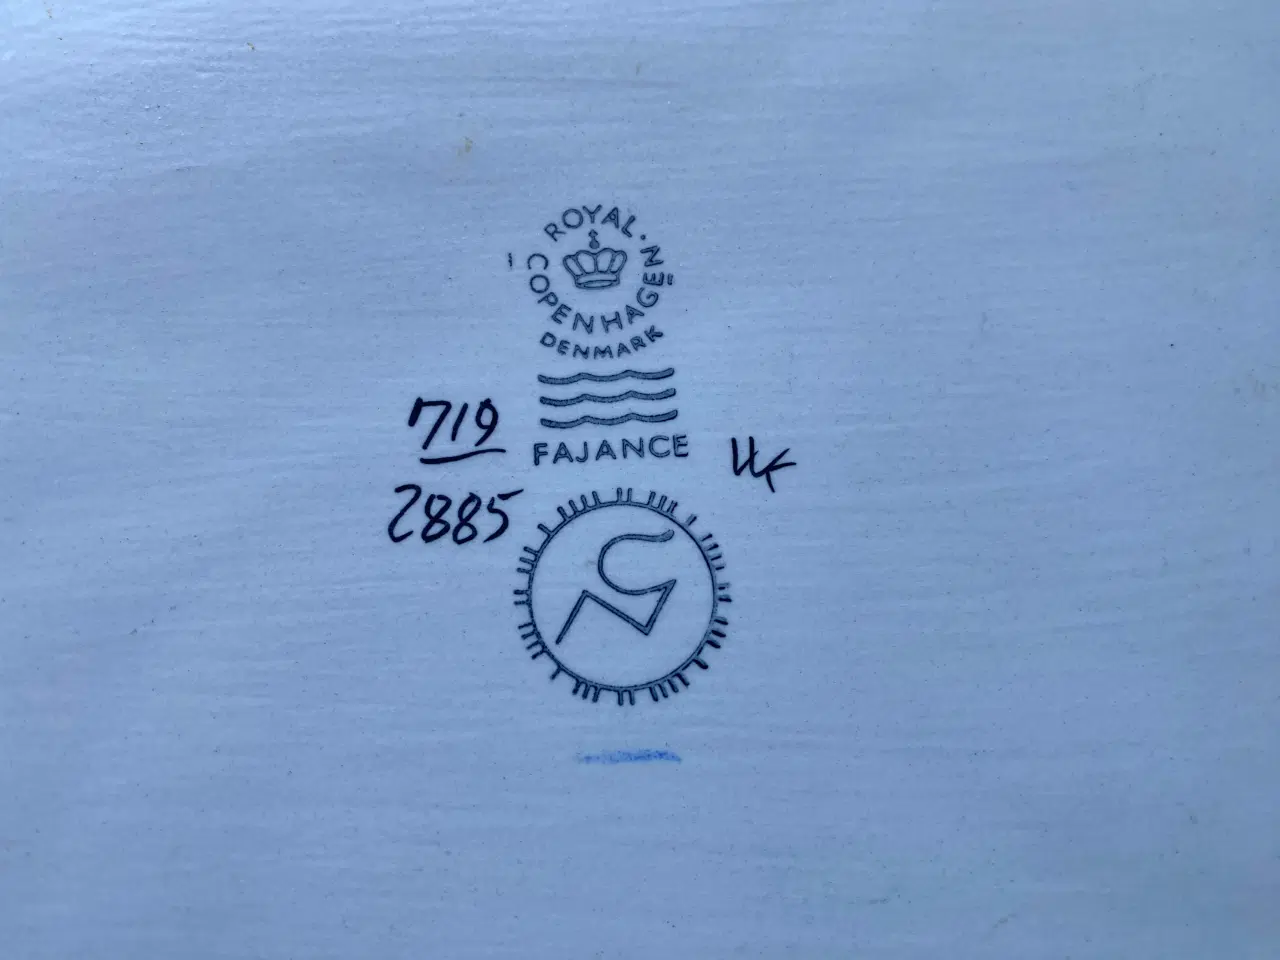 ROYAL · COPENHAGEN
DENMARK
719
FAJANCE
2885